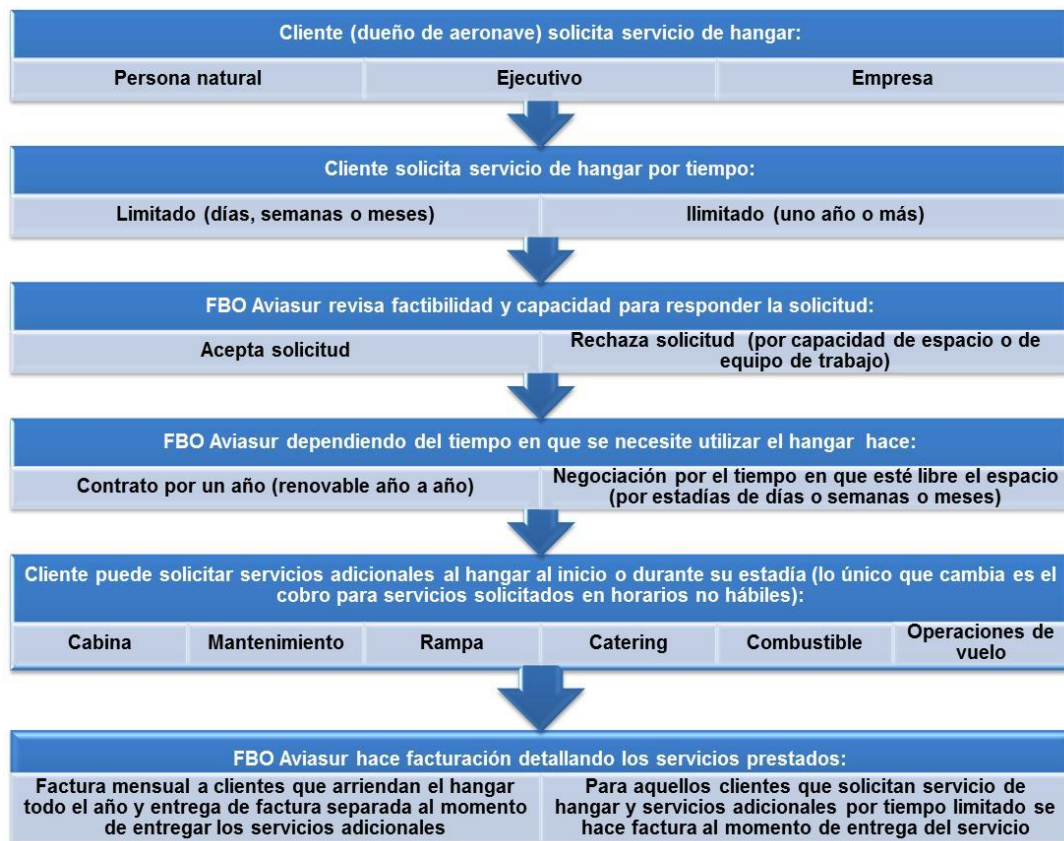 Cliente (dueño de aeronave) solicita servicio de hangar:
Persona natural
Ejecutivo
Empresa
Cliente solicita servicio de hangar por tiempo:
Limitado (días, semanas o meses)
Ilimitado (uno año o más)
FBO Aviasur revisa factibilidad y capacidad para responder la solicitud:
Acepta solicitud
Rechaza solicitud (por capacidad de espacio o de
equipo de trabajo)
FBO Aviasur dependiendo del tiempo en que se necesite utilizar el hangar hace:
Contrato por un año (renovable año a año)
Negociación por el tiempo en que esté libre el espacio
(por estadías de días o semanas o meses)
Cliente puede solicitar servicios adicionales al hangar al inicio o durante su estadía (lo único que cambia es el
cobro para servicios solicitados en horarios no hábiles):
Cabina
Mantenimiento
Rampa
Catering
Combustible
Operaciones de
vuelo
FBO Aviasur hace facturación detallando los servicios prestados:
Factura mensual a clientes que arriendan el hangar
todo el año y entrega de factura separada al momento
de entregar los servicios adicionales
Para aquellos clientes que solicitan servicio de
hangar y servicios adicionales por tiempo limitado se
hace factura al momento de entrega del servicio